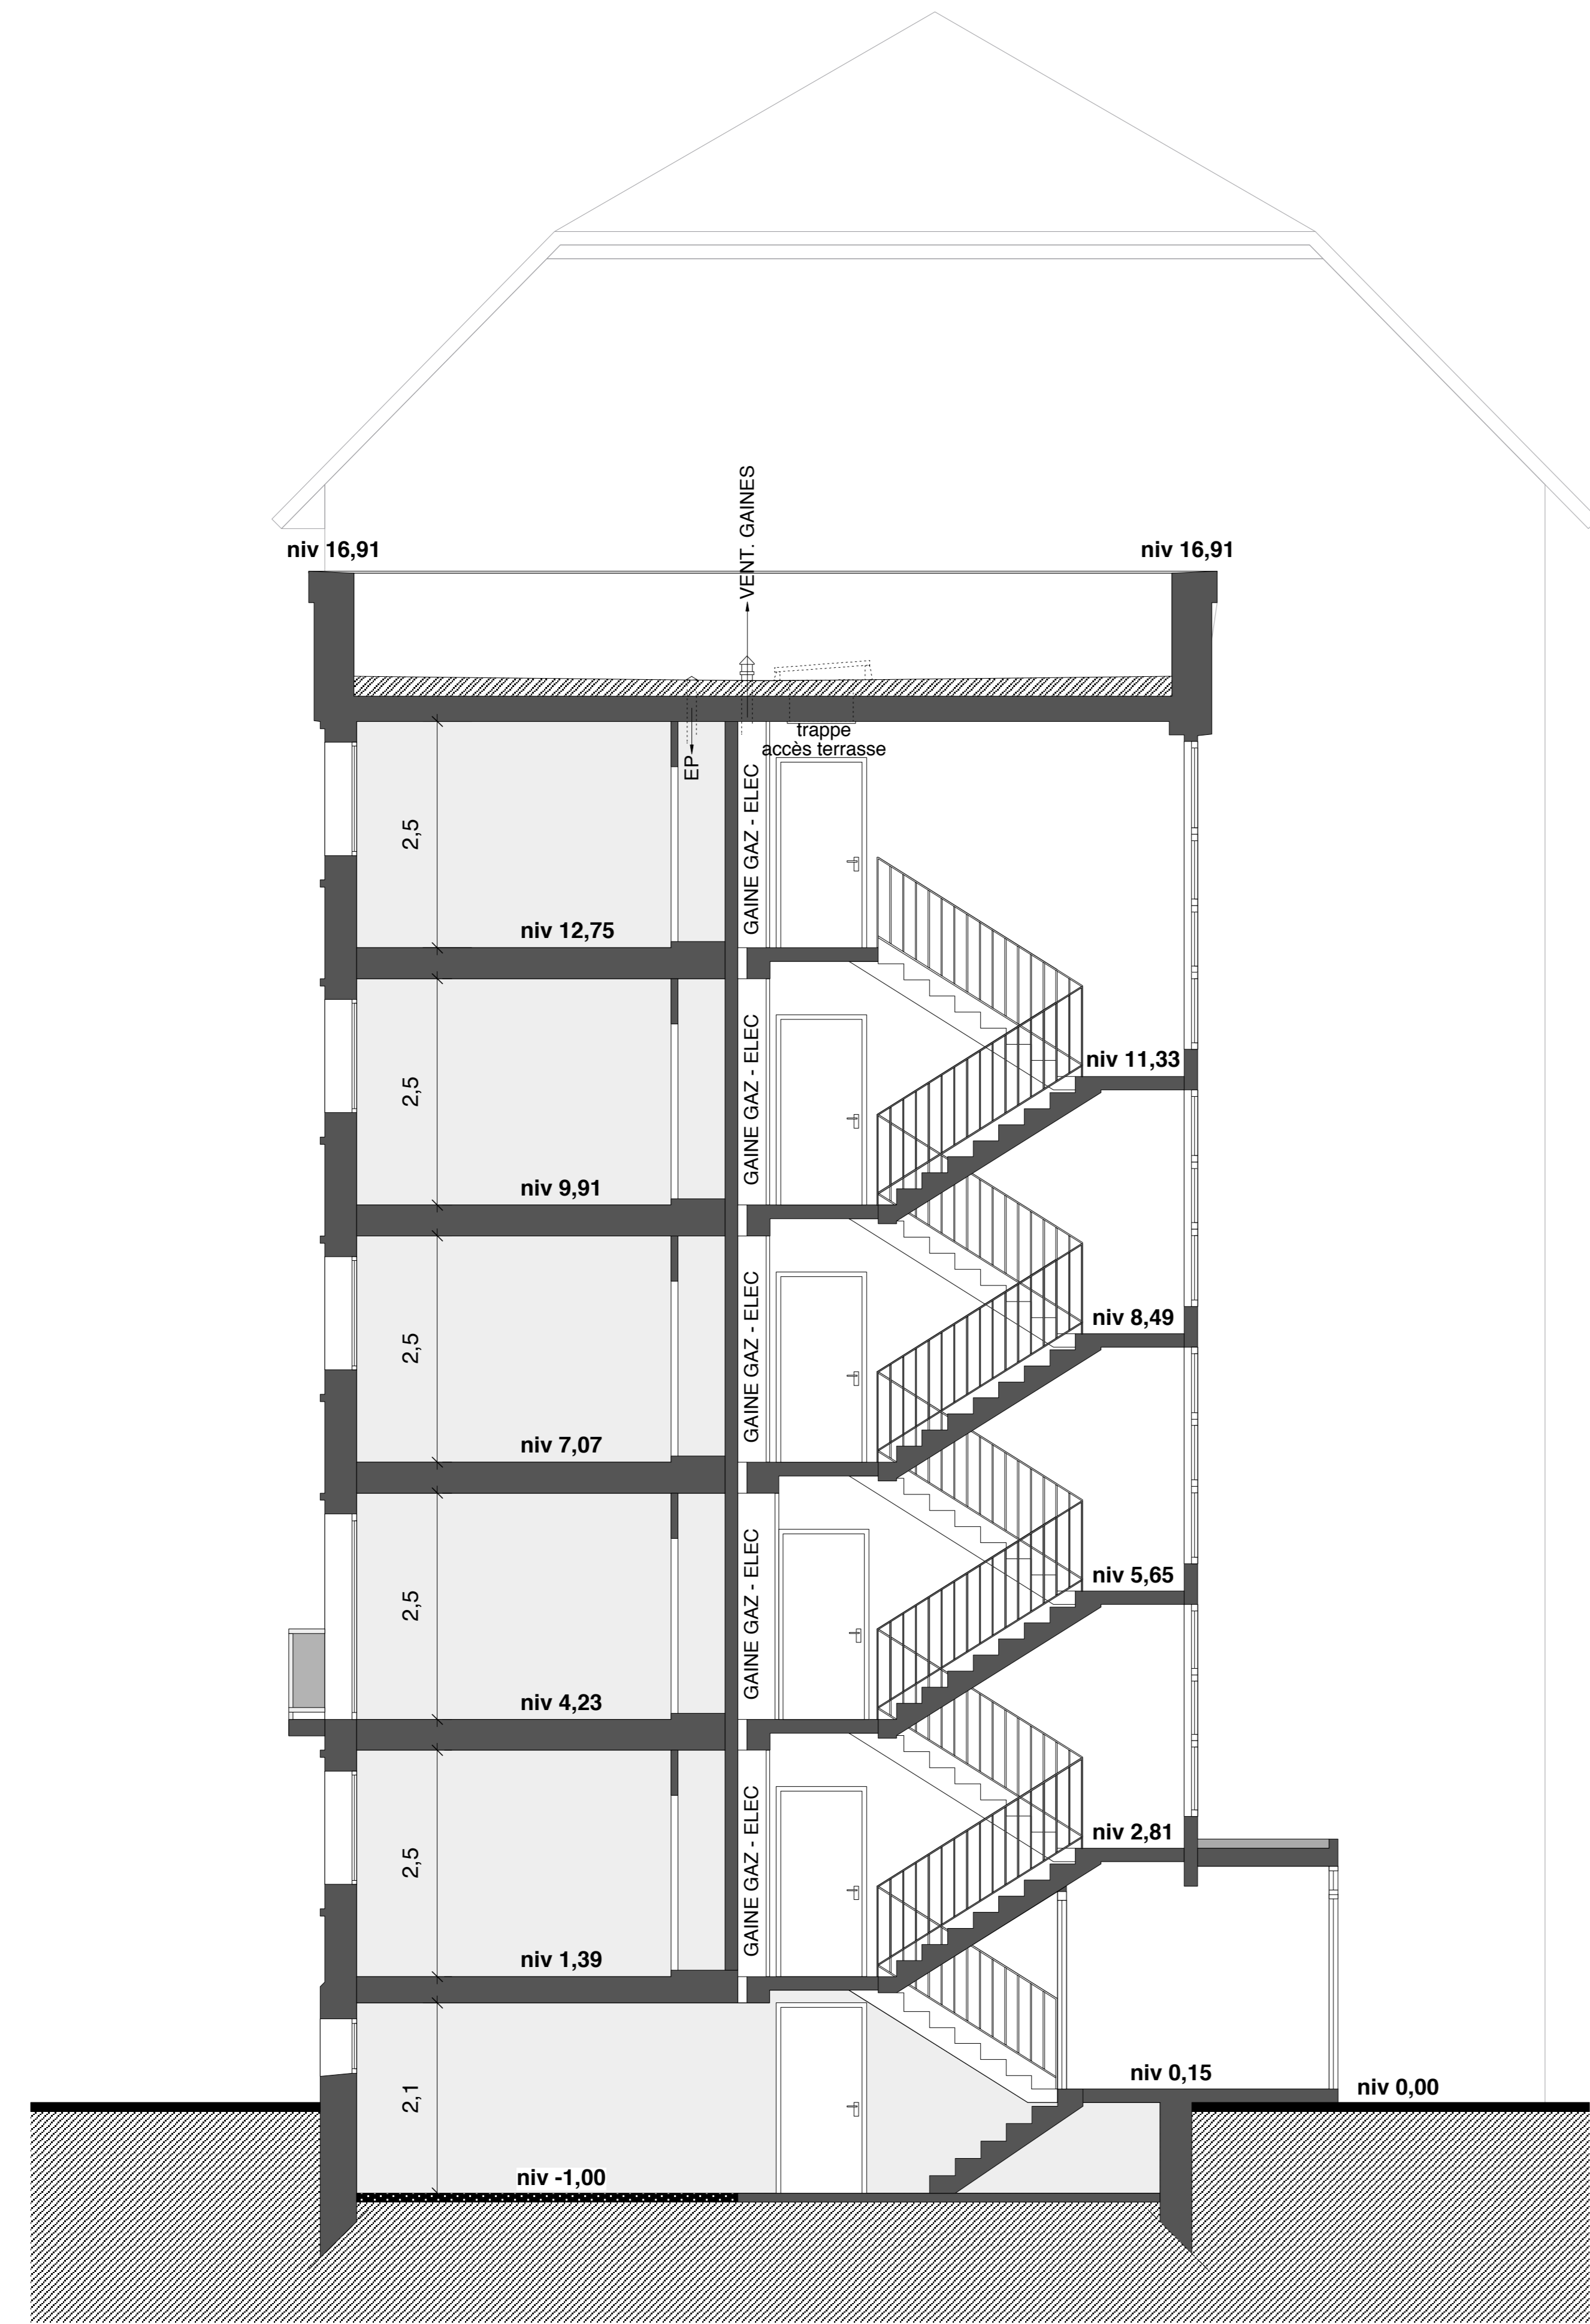 VENT. GAINES
niv 16,91
niv 16,91
trappe
accès terrasse
EP
GAINE GAZ - ELEC
2,5
niv 12,75
niv 11,33
GAINE GAZ - ELEC
2,5
niv 9,91
niv 8,49
GAINE GAZ - ELEC
2,5
niv 7,07
niv 5,65
GAINE GAZ - ELEC
2,5
niv 4,23
niv 2,81
GAINE GAZ - ELEC
2,5
niv 1,39
niv 0,15
niv 0,00
2,1
niv -1,00